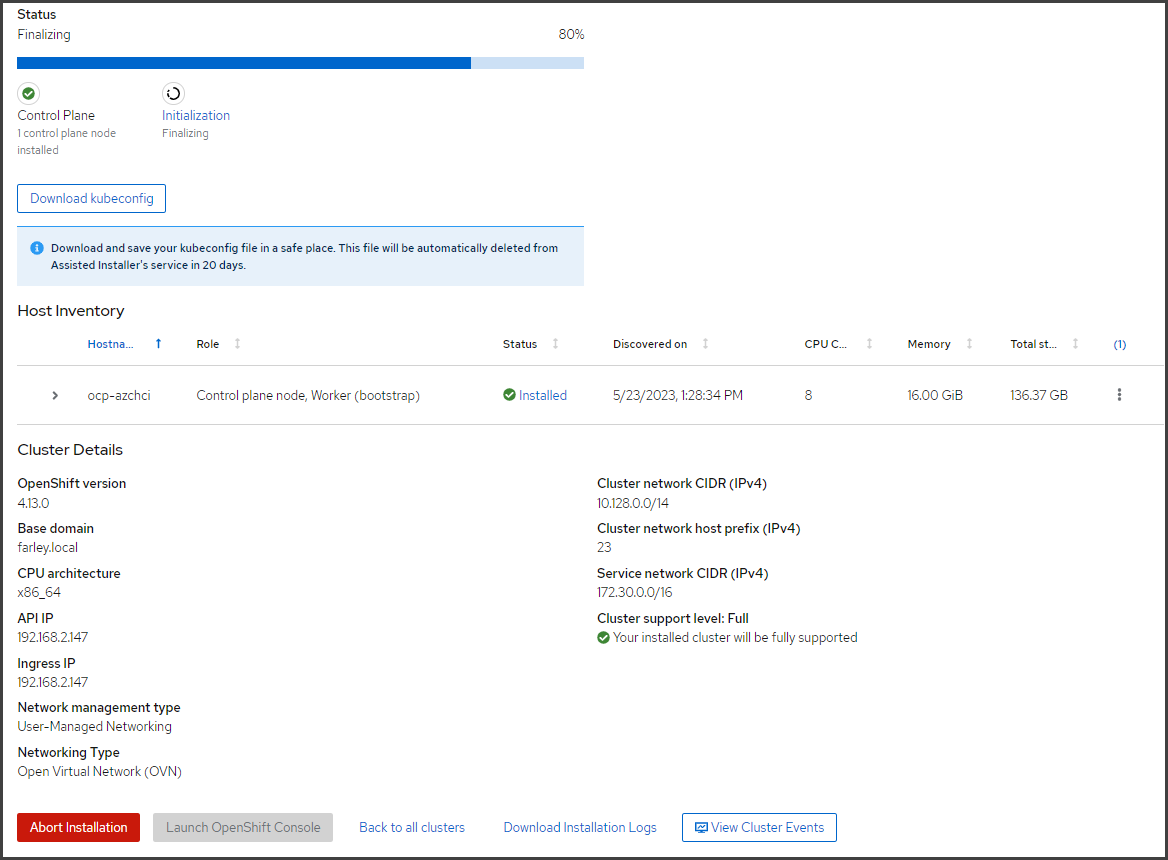 Status
Finalizing 80%
Control Plane Initialization
1 control plane node Finalizing
installed
Download kubeconfig
Download and save your kubeconfig file in a safe place. This file will be automatically deleted from
Assisted Installer's service in 20 days.
Host Inventory
Hostna... Role Status Discovered on CPU C... Memory Total st... (1)
ocp-azchci Control plane node, Worker (bootstrap) Installed 5/23/2023, 1:28:34 PM 8 16.00 GiB 136.37 GB
Cluster Details
OpenShift version
4.13.0
Base domain
farley.local
CPU architecture
x86_64
API IP
192.168.2.147
Ingress IP
192.168.2.147
Network management type
User-Managed Networking
Networking Type
Open Virtual Network (OVN)
Cluster network CIDR (IPv4)
10.128.0.0/14
Cluster network host prefix (IPv4)
23
Service network CIDR (IPv4)
172.30.0.0/16
Cluster support level: Full
Your installed cluster will be fully supported
Abort Installation Launch OpenShift Console Back to all clusters Download Installation Logs View Cluster Events